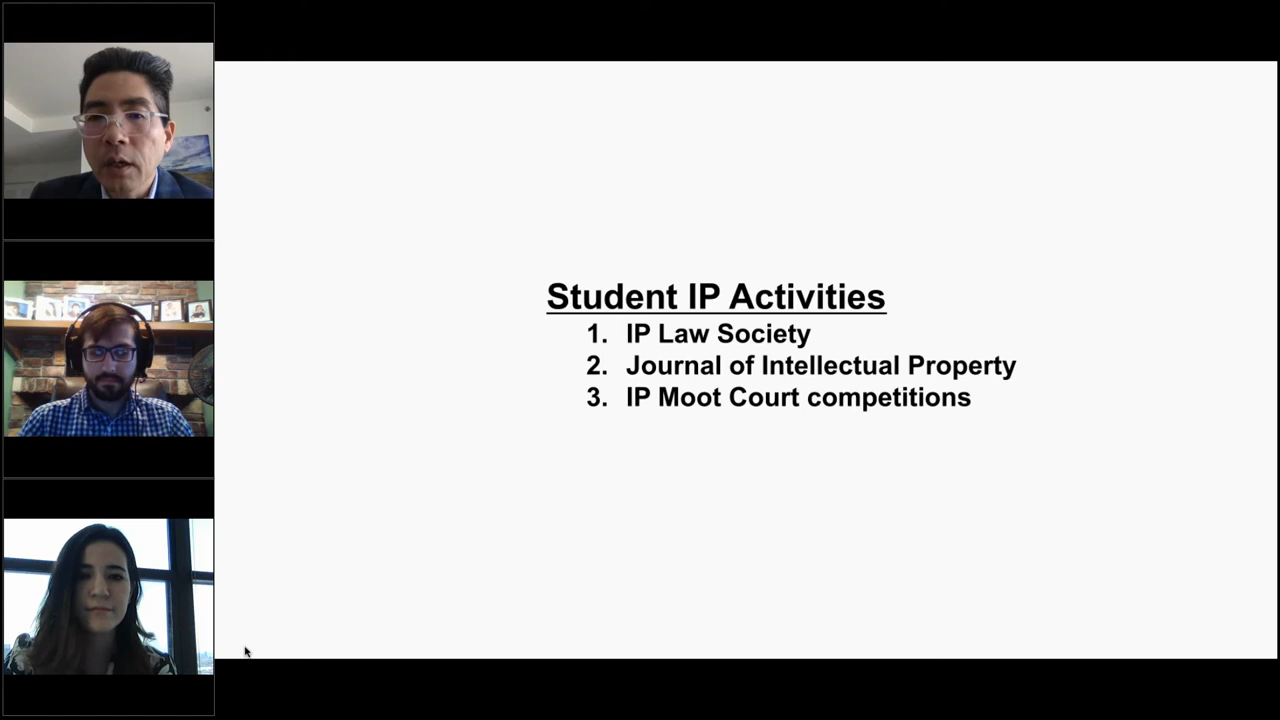 Student IP Activities
1. IP Law Society
2. Journal of Intellectual Property
3. IP Moot Court competitions